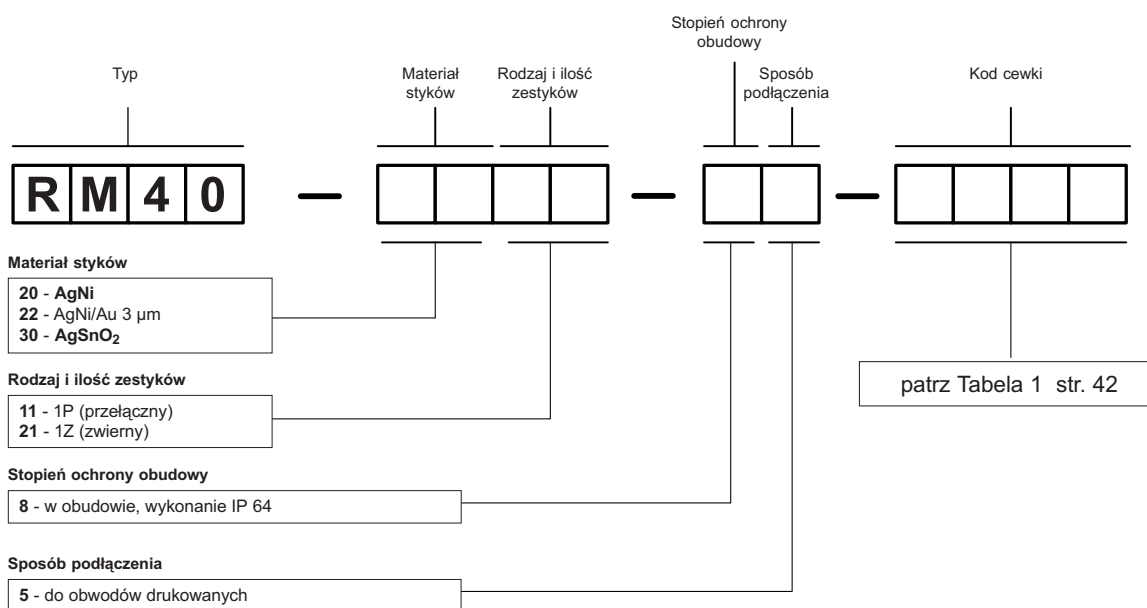 Stopień ochrony
obudowy
Typ
Materiał
styków
Rodzaj i ilość
zestyków
Sposób
podłączenia
Kod cewki
RM40 – –  –
Materiał styków
20 - AgNi
22 - AgNi/Au 3 µm
30 - AgSnO₂
Rodzaj i ilość zestyków
11 - 1P (przełączny)
21 - 1Z (zwierny)
patrz Tabela 1 str. 42
Stopień ochrony obudowy
8 - w obudowie, wykonanie IP 64
Sposób podłączenia
5 - do obwodów drukowanych